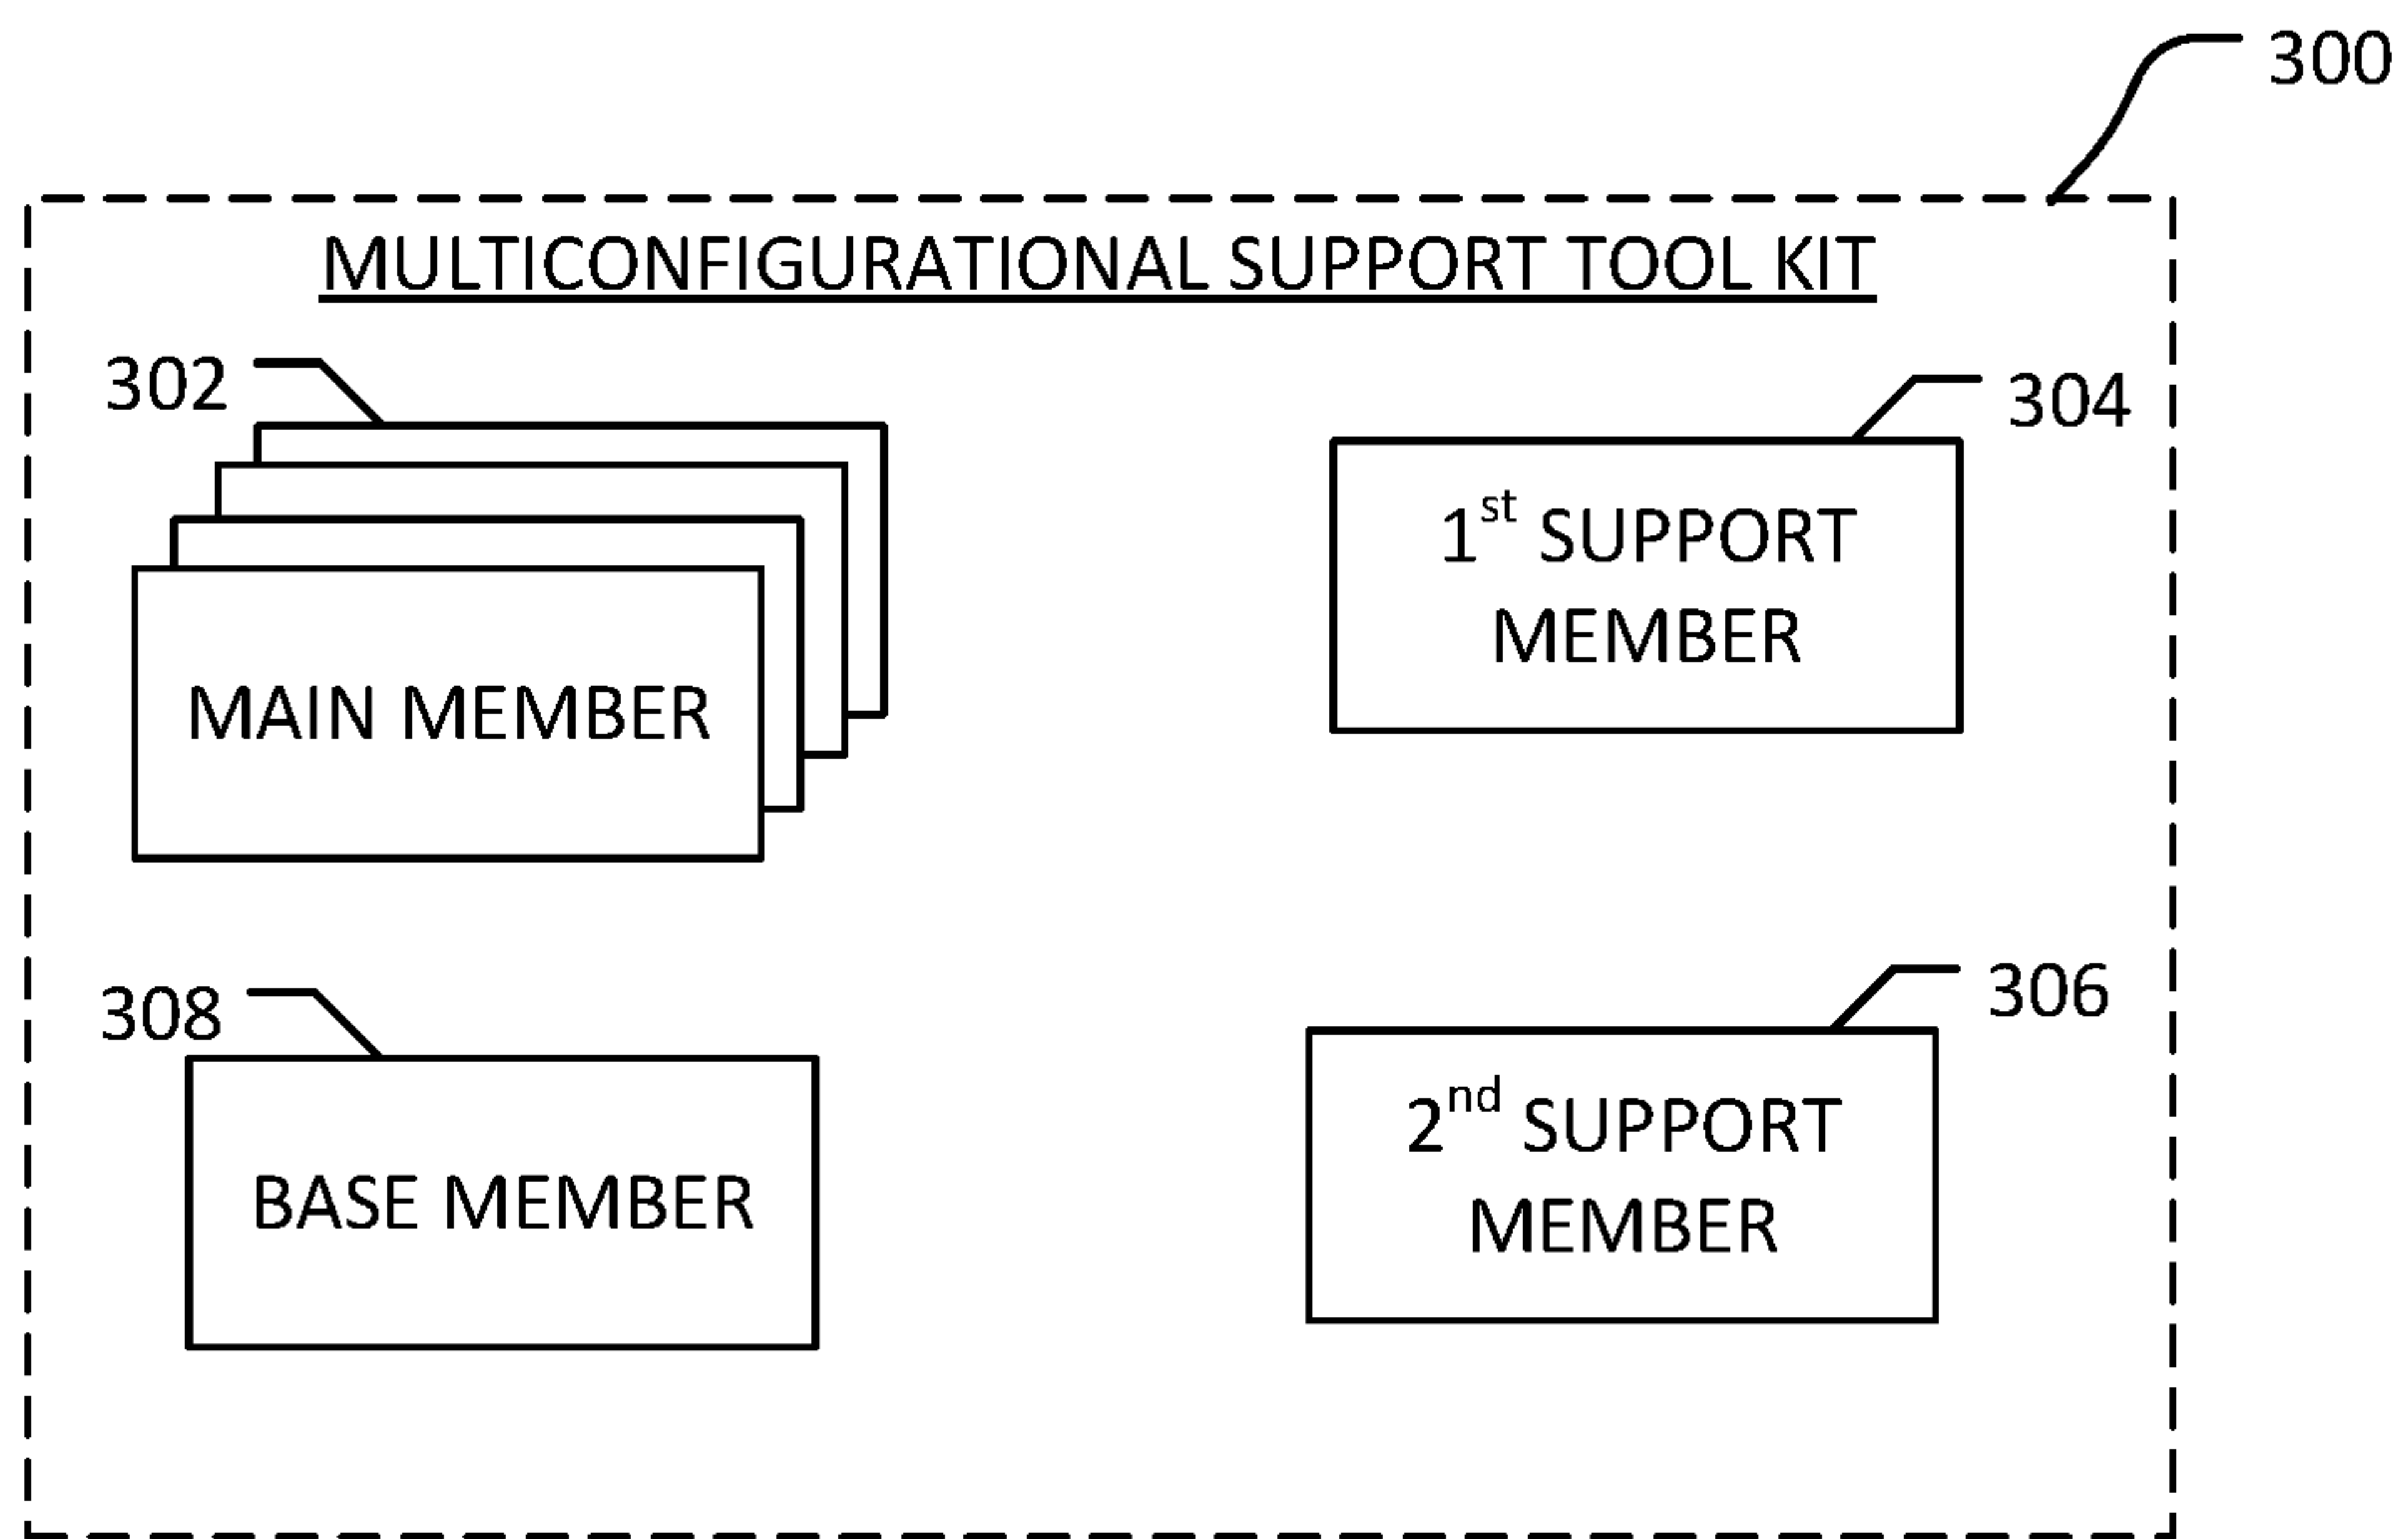 300
MULTICONFIGURATIONAL SUPPORT TOOL KIT
302
MAIN MEMBER
304
1st SUPPORT
MEMBER
308
BASE MEMBER
306
2nd SUPPORT
MEMBER